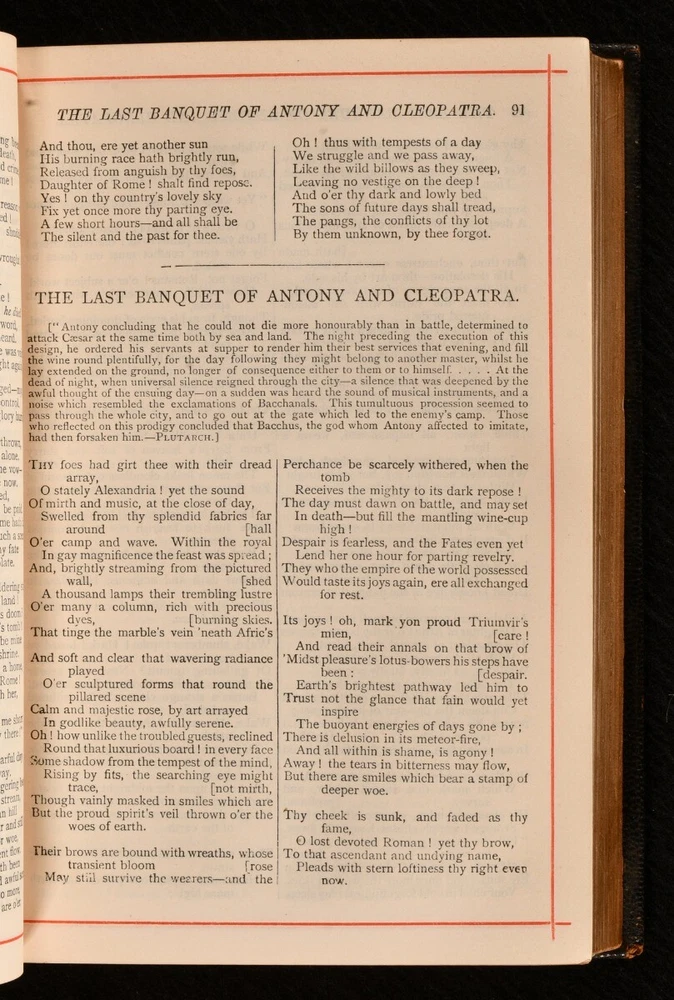 THE LAST BANQUET OF ANTONY AND CLEOPATRA. 91
And thou, ere yet another sun
His burning race hath brightly run,
Released from anguish by thy foes,
Daughter of Rome ! shalt find repose.
Yes ! on thy country's lovely sky
Fix yet once more thy parting eye.
A few short hours—and all shall be
The silent and the past for thee.
Oh ! thus with tempests of a day
We struggle and we pass away,
Like the wild billows as they sweep,
Leaving no vestige on the deep !
And o'er thy dark and lowly bed
The sons of future days shall tread,
The pangs, the conflicts of thy lot
By them unknown, by thee forgot.
THE LAST BANQUET OF ANTONY AND CLEOPATRA.
[" Antony concluding that he could not die more honourably than in battle, determined to
attack Cæsar at the same time both by sea and land. The night preceding the execution of this
design, he ordered his servants at supper to render him their best services that evening, and fill
the wine round plentifully, for the day following they might belong to another master, whilst he
lay extended on the ground, no longer of consequence either to them or to himself. . . . . At the
dead of night, when universal silence reigned through the city—a silence that was deepened by the
awful thought of the ensuing day—on a sudden was heard the sound of musical instruments, and a
noise which resembled the exclamations of Bacchanals. This tumultuous procession seemed to
pass through the whole city, and to go out at the gate which led to the enemy's camp. Those
who reflected on this prodigy concluded that Bacchus, the god whom Antony affected to imitate,
had then forsaken him.—PLUTARCH.]
THY foes had girt thee with their dread
array,
O stately Alexandria ! yet the sound
Of mirth and music, at the close of day,
Swelled from thy splendid fabrics far
around [hall
O'er camp and wave. Within the royal
In gay magnificence the feast was spread ;
And, brightly streaming from the pictured
wall, [shed
A thousand lamps their trembling lustre
O'er many a column, rich with precious
dyes, [burning skies.
That tinge the marble's vein 'neath Afric's
And soft and clear that wavering radiance
played
O'er sculptured forms that round the
pillared scene
Calm and majestic rose, by art arrayed
In godlike beauty, awfully serene.
Oh ! how unlike the troubled guests, reclined
Round that luxurious board ! in every face
Some shadow from the tempest of the mind,
Rising by fits, the searching eye might
trace, [not mirth,
Though vainly masked in smiles which are
But the proud spirit's veil thrown o'er the
woes of earth.
Their brows are bound with wreaths, whose
transient bloom [rose
May still survive the wearers—and the
Perchance be scarcely withered, when the
tomb
Receives the mighty to its dark repose !
The day must dawn on battle, and may set
In death—but fill the mantling wine-cup
high !
Despair is fearless, and the Fates even yet
Lend her one hour for parting revelry.
They who the empire of the world possessed
Would taste its joys again, ere all exchanged
for rest.
Its joys ! oh, mark yon proud Triumvir's
mien, [care !
And read their annals on that brow of
'Midst pleasure's lotus-bowers his steps have
been : [despair.
Earth's brightest pathway led him to
Trust not the glance that fain would yet
inspire
The buoyant energies of days gone by ;
There is delusion in its meteor-fire,
And all within is shame, is agony !
Away ! the tears in bitterness may flow,
But there are smiles which bear a stamp of
deeper woe.
Thy cheek is sunk, and faded as thy
fame,
O lost devoted Roman ! yet thy brow,
To that ascendant and undying name,
Pleads with stern loftiness thy right even
now.